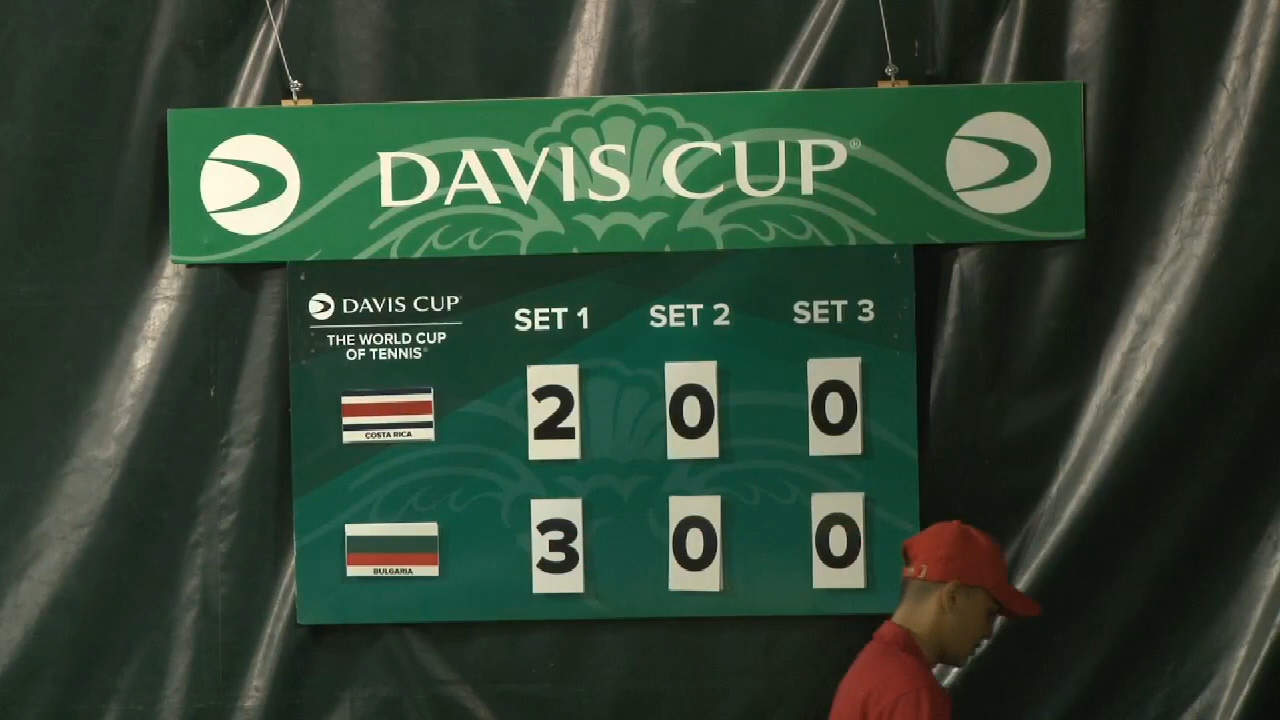 DAVIS CUP®
DAVIS CUP
THE WORLD CUP
OF TENNIS
SET 1 SET 2 SET 3
COSTA RICA
2 0 0
BULGARIA
3 0 0